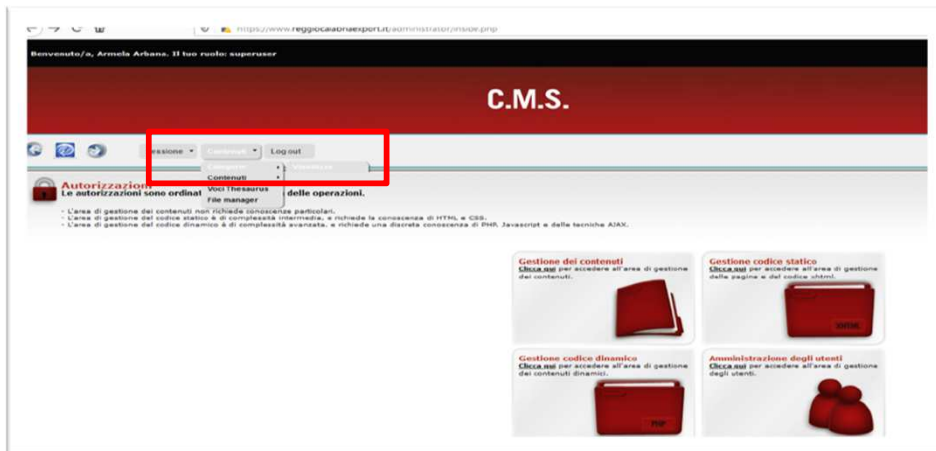 https://www.reggiocalabriaexport.it/administrator/inside.php
Benvenuto/a, Armela Arbana. Il tuo ruolo: superuser
C.M.S.
Sessione
Contenuti
Log out
Categorie
Visualizza
Contenuti
Voci Thesaurus
File manager
Autorizzazioni
Le autorizzazioni sono ordinat delle operazioni.
- L'area di gestione dei contenuti non richiede conoscenze particolari.
- L'area di gestione del codice statico è di complessità intermedia, e richiede la conoscenza di HTML e CSS.
- L'area di gestione del codice dinamico è di complessità avanzata, e richiede una discreta conoscenza di PHP, Javascript e delle tecniche AJAX.
Gestione dei contenuti
Clicca qui per accedere all'area di gestione
dei contenuti.
Gestione codice statico
Clicca qui per accedere all'area di gestione
delle pagine e del codice xhtml.
XHTML
Gestione codice dinamico
Clicca qui per accedere all'area di gestione
dei contenuti dinamici.
PHP
Amministrazione degli utenti
Clicca qui per accedere all'area di gestione
degli utenti.